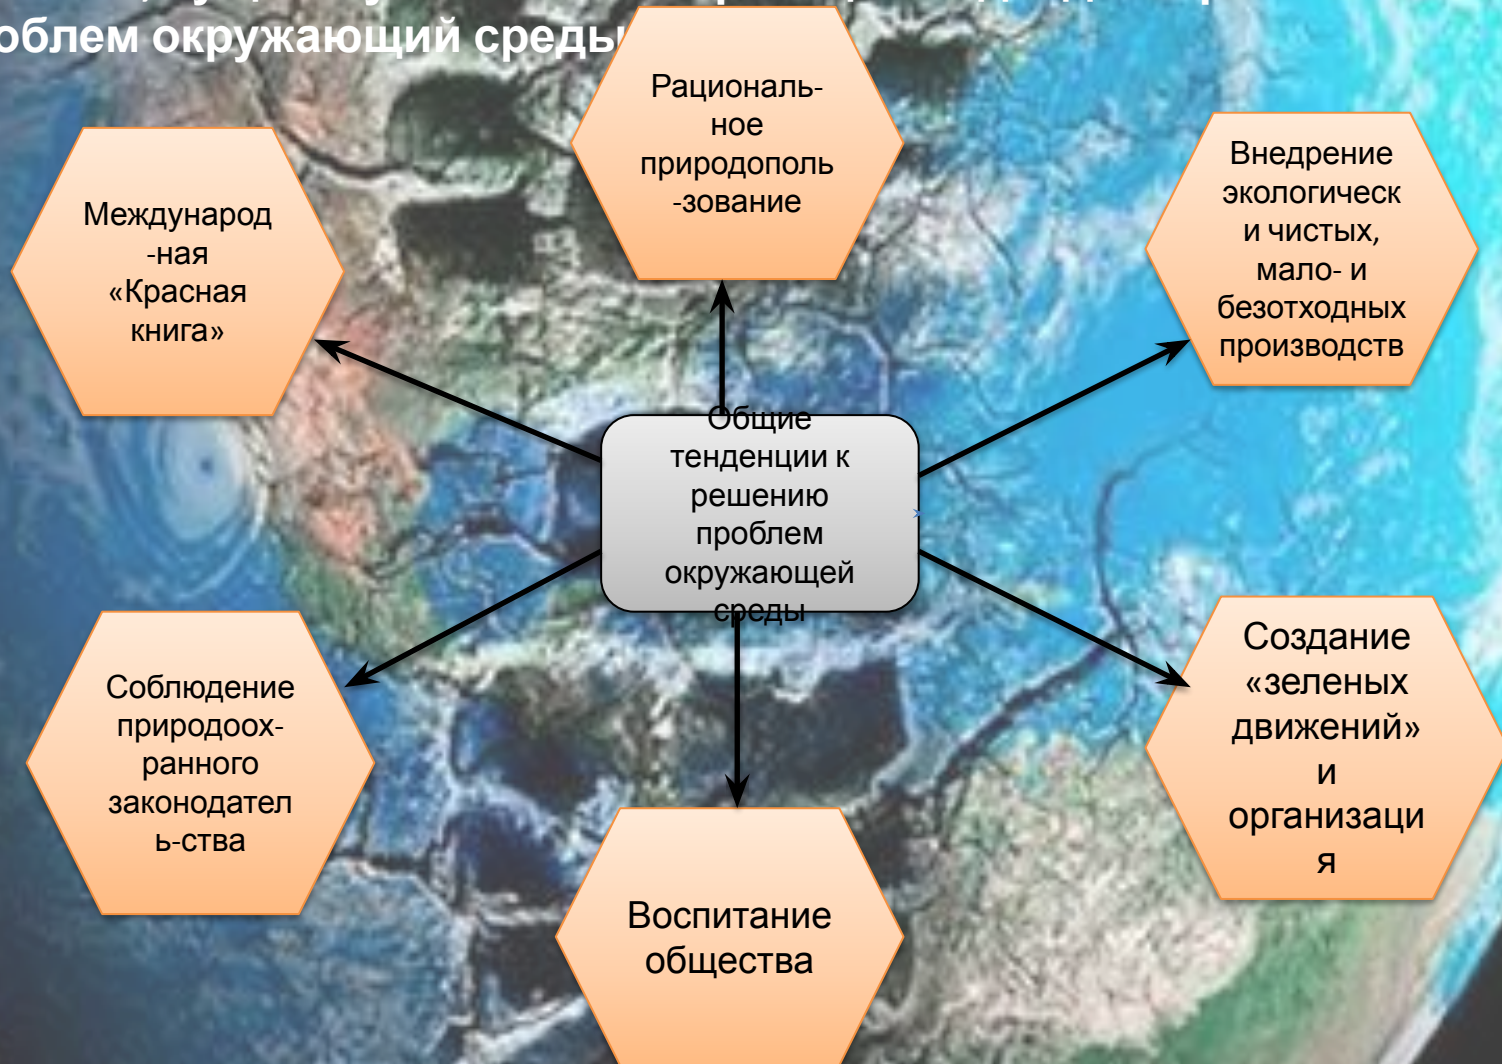 облем окружающий среды
Рациональ-
ное
природополь
-зование
Международ
-ная
«Красная
книга»
Внедрение
экологическ
и чистых,
мало- и
безотходных
производств
Общие
тенденции к
решению
проблем
окружающей
среды
Соблюдение
природоох-
ранного
законодател
ь-ства
Создание
«зеленых
движений»
и
организаци
я
Воспитание
общества